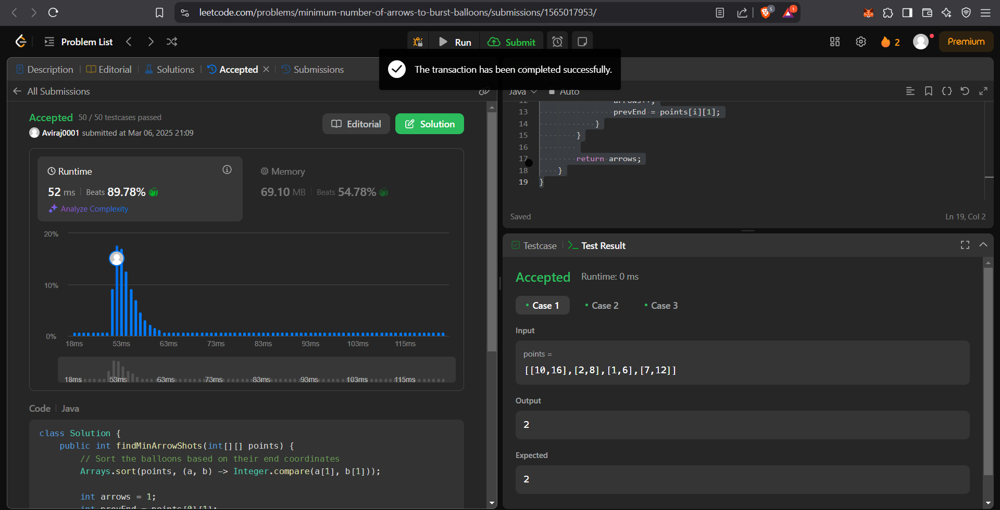 leetcode.com/problems/minimum-number-of-arrows-to-burst-balloons/submissions/1565017953/
5
1
Problem List
Run
Submit
2
Premium
The transaction has been completed successfully.
Description
Editorial
Solutions
Accepted
Submissions
All Submissions
Accepted 50 / 50 testcases passed
Aviraj0001 submitted at Mar 06, 2025 21:09
Editorial
Solution
Runtime
52 ms
Beats 89.78%
Analyze Complexity
Memory
69.10 MB
Beats 54.78%
20%
10%
0%
18ms 53ms 63ms 73ms 83ms 93ms 103ms 115ms
18ms 53ms 63ms 73ms 83ms 93ms 103ms 115ms
Code
Java
class Solution {
public int findMinArrowShots(int[][] points) {
// Sort the balloons based on their end coordinates
Arrays.sort(points, (a, b) -> Integer.compare(a[1], b[1]));
int arrows = 1;
int prevEnd = points[0][1];
Java
Auto
12 arrows++;
13 prevEnd = points[i][1];
14 }
15 }
16
17 return arrows;
18 }
19 }
Saved
Ln 19, Col 2
Testcase
Test Result
Accepted
Runtime: 0 ms
Case 1
Case 2
Case 3
Input
points =
[[10,16],[2,8],[1,6],[7,12]]
Output
2
Expected
2